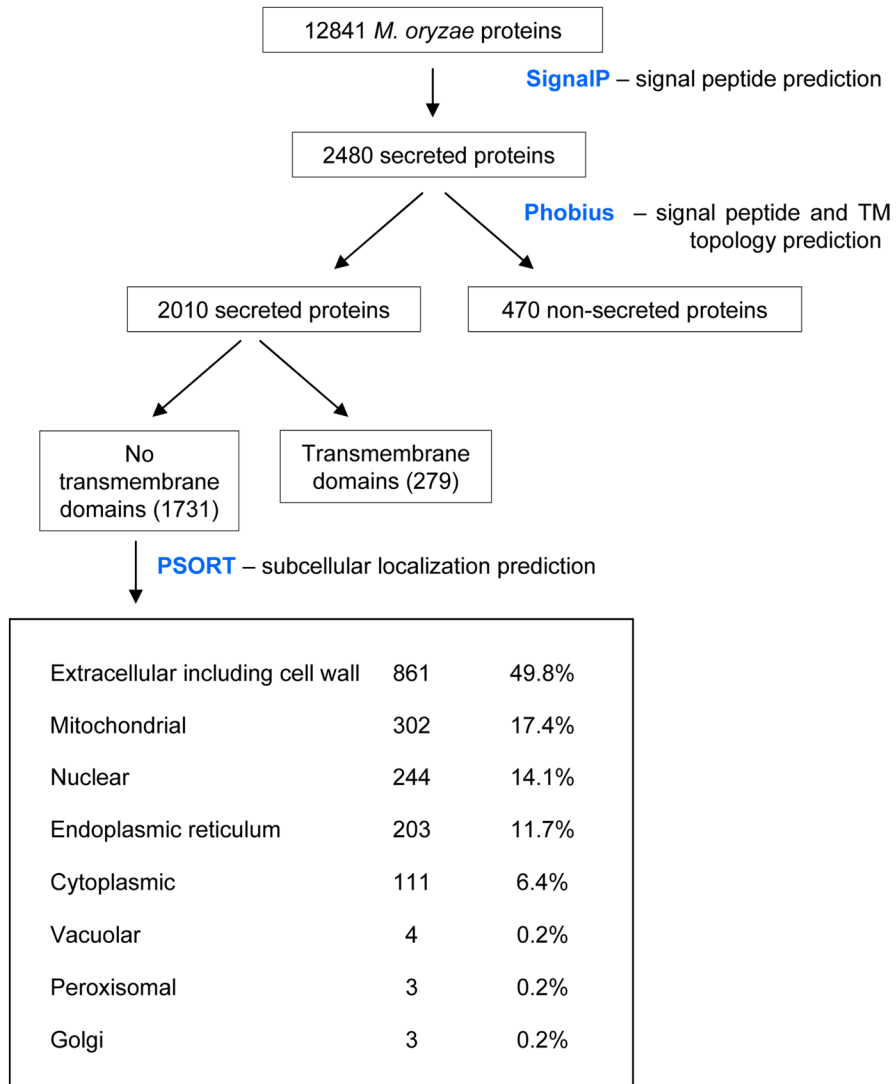 12841 M. oryzae proteins
SignalP – signal peptide prediction
2480 secreted proteins
Phobius – signal peptide and TM
topology prediction
2010 secreted proteins
470 non-secreted proteins
No
transmembrane
domains (1731)
Transmembrane
domains (279)
PSORT – subcellular localization prediction
Extracellular including cell wall 861 49.8%
Mitochondrial 302 17.4%
Nuclear 244 14.1%
Endoplasmic reticulum 203 11.7%
Cytoplasmic 111 6.4%
Vacuolar 4 0.2%
Peroxisomal 3 0.2%
Golgi 3 0.2%